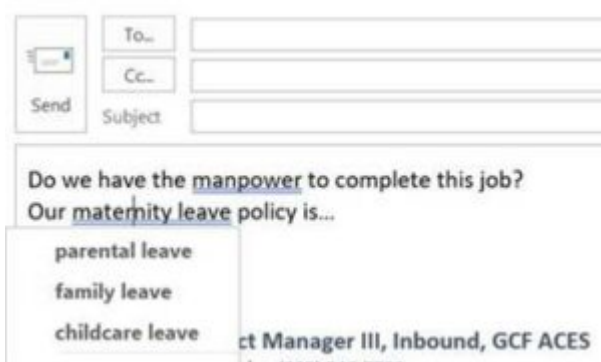 To...
Cc...
Send
Subject
Do we have the manpower to complete this job?
Our maternity leave policy is...
parental leave
family leave
childcare leave
ct Manager III, Inbound, GCF ACES